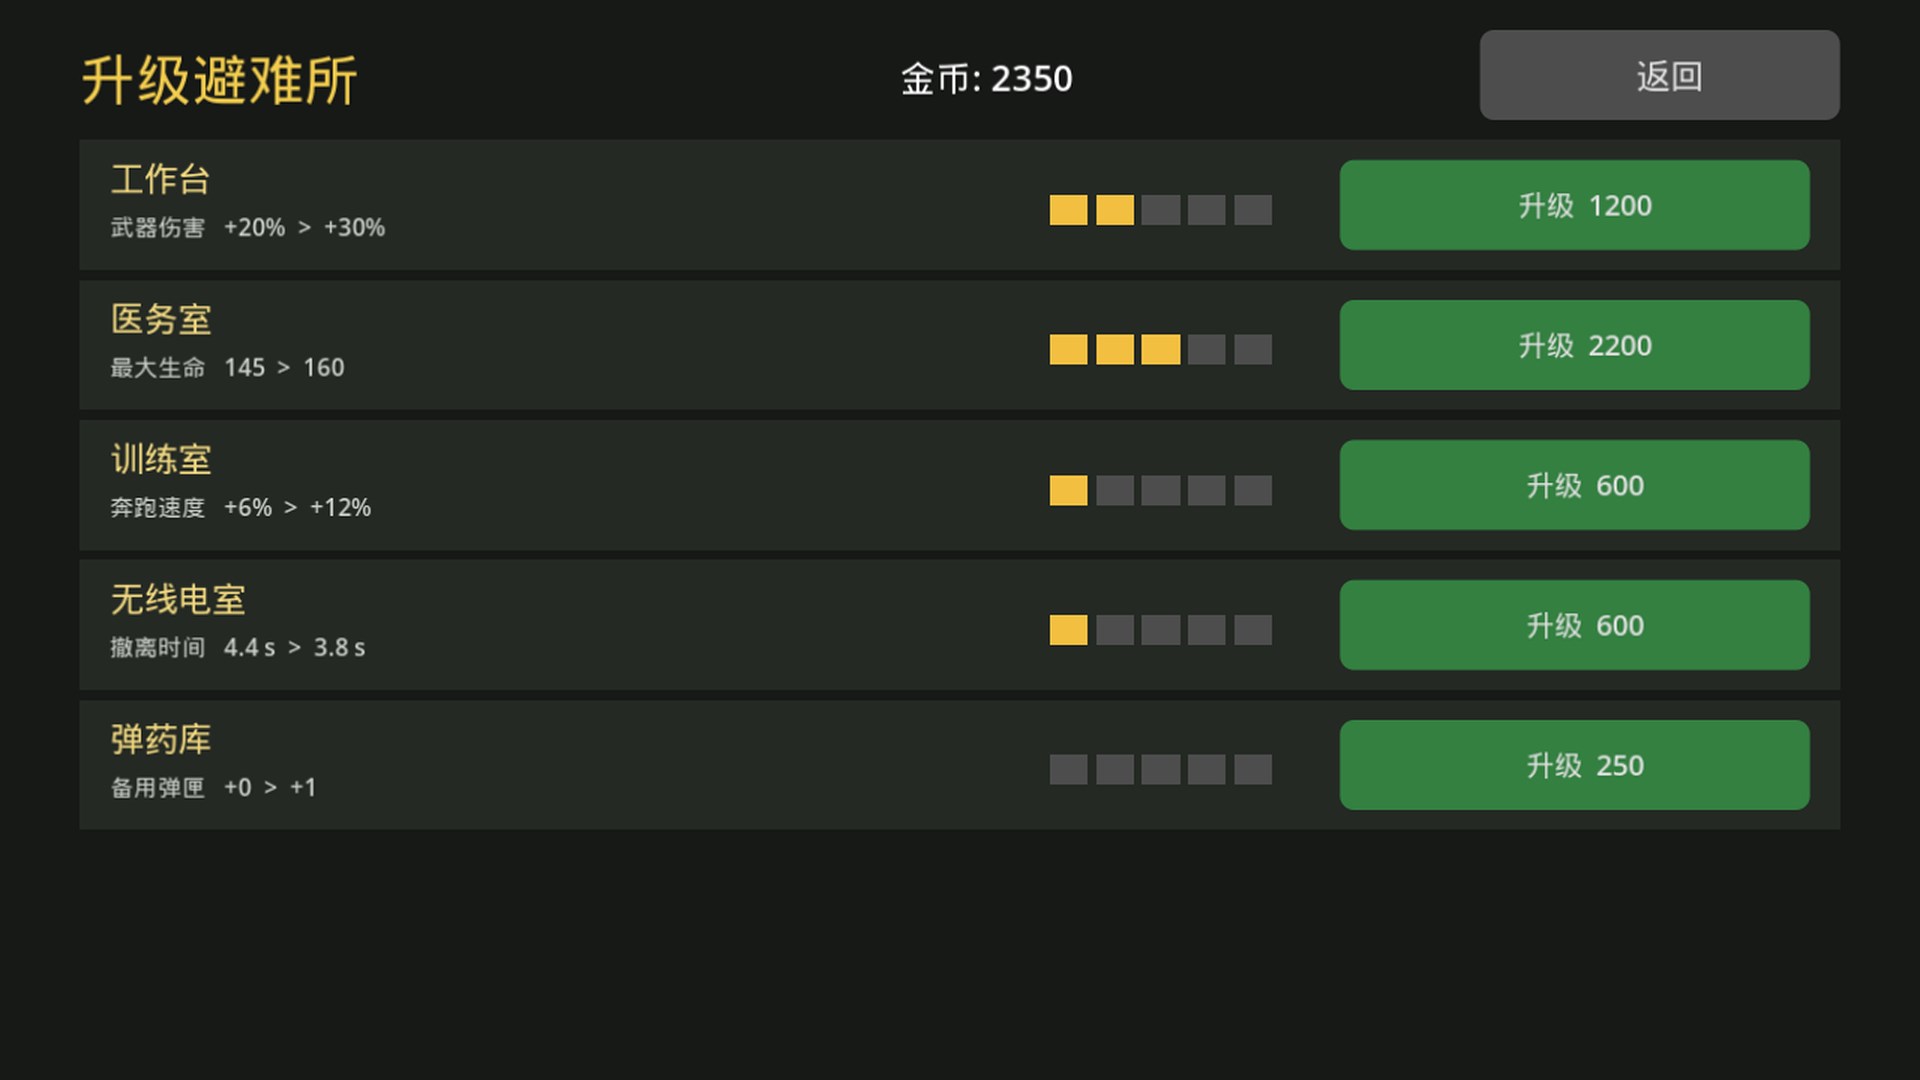 升级避难所
金币: 2350
返回
工作台
武器伤害 +20% > +30%
升级 1200
医务室
最大生命 145 > 160
升级 2200
训练室
奔跑速度 +6% > +12%
升级 600
无线电室
撤离时间 4.4 s > 3.8 s
升级 600
弹药库
备用弹匣 +0 > +1
升级 250